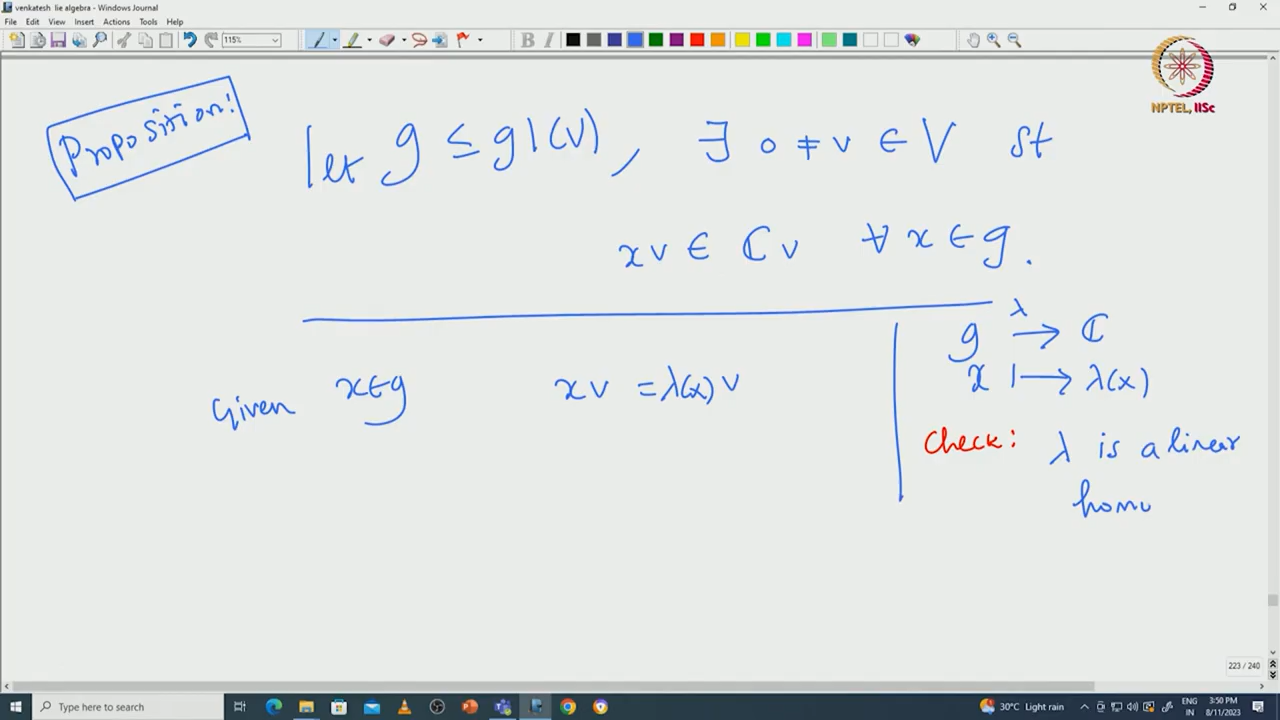 venkatesh lie algebra - Windows Journal
File Edit View Insert Actions Tools Help
115%
NPTEL, IISc
Proposition:
let g ≤ gl(V), ∃ 0 ≠ v ∈ V st
xv ∈ ℂv ∀ x ∈ g.
Given x∈g xv = λ(x) v
g →^λ ℂ
x ↦ λ(x)
Check: λ is a linear
homo
223 / 240
Type here to search
30°C Light rain
ENG
IN
3:50 PM
8/11/2023